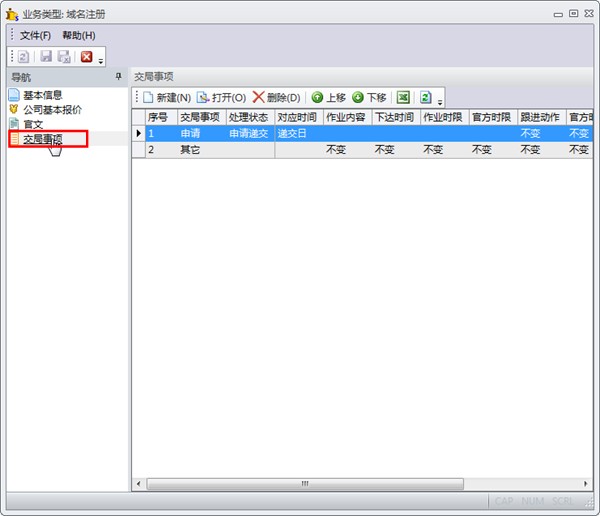 业务类型: 域名注册
文件(F) 帮助(H)
导航
基本信息
公司基本报价
官文
交局事项
交局事项
新建(N) 打开(O) 删除(D) 上移 下移
序号 交局事项 处理状态 对应时间 作业内容 下达时间 作业时限 官方时限 跟进动作 官方时
1 申请 申请递交 递交日 不变 不变
2 其它 不变 不变 不变 不变 不变 不变
CAP NUM SCRL